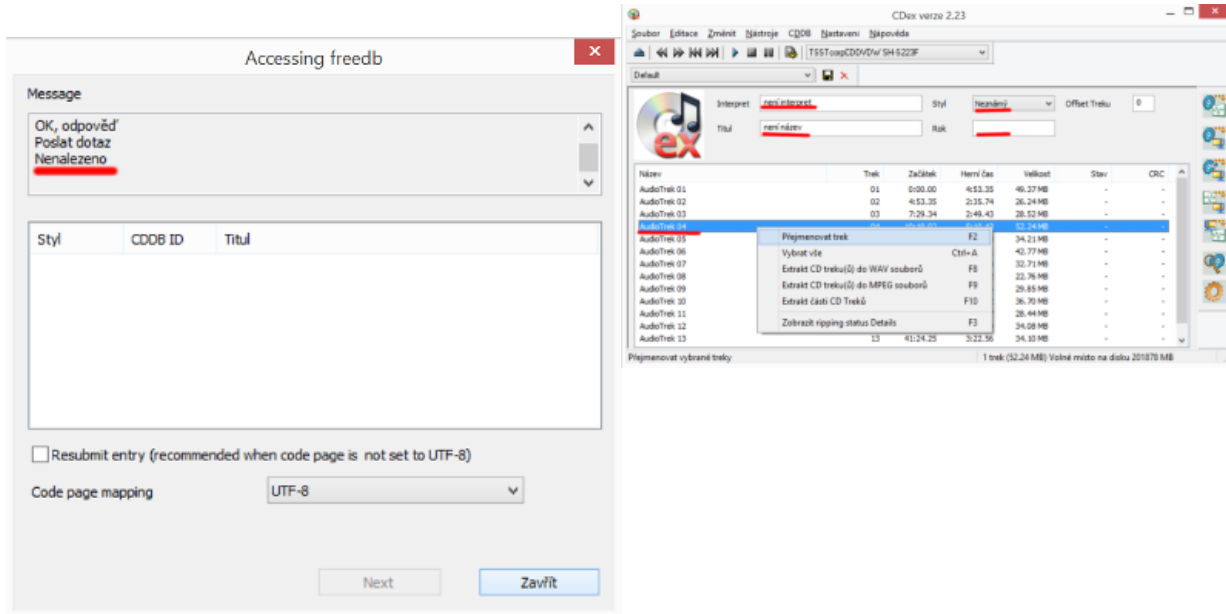 Accessing freedb
Message
OK, odpověď
Poslat dotaz
Nenalezeno
Styl CDDB ID Titul
Resubmit entry (recommended when code page is not set to UTF-8)
Code page mapping UTF-8
Next Zavřít
CDex verze 2.23
Soubor Editace Změnit Nástroje CDDB Nastavení Nápověda
TSSTcorpCDDVDW SH-S223F
Default
Interpret není interpret Styl Neznámý Offset Treku 0
Titul není název Rok
ex
Název Trek Začátek Herní čas Velikost Stav CRC
AudioTrek 01 01 0:00.00 4:53.35 49.37 MB - -
AudioTrek 02 02 4:53.35 2:35.74 26.24 MB - -
AudioTrek 03 03 7:29.34 2:49.43 28.52 MB - -
AudioTrek 04 04 52.24 MB - -
AudioTrek 05 34.21 MB - -
AudioTrek 06 42.77 MB - -
AudioTrek 07 32.71 MB - -
AudioTrek 08 22.76 MB - -
AudioTrek 09 29.85 MB - -
AudioTrek 10 36.70 MB - -
AudioTrek 11 28.44 MB - -
AudioTrek 12 34.08 MB - -
AudioTrek 13 13 41:24.25 3:22.56 34.10 MB - -
Přejmenovat trek F2
Vybrat vše Ctrl+A
Extrakt CD treku(ů) do WAV souborů F8
Extrakt CD treku(ů) do MPEG souborů F9
Extrakt části CD Treků F10
Zobrazit ripping status Details F3
Přejmenovat vybrané treky 1 trek (52.24 MB) Volné místo na disku 201878 MB